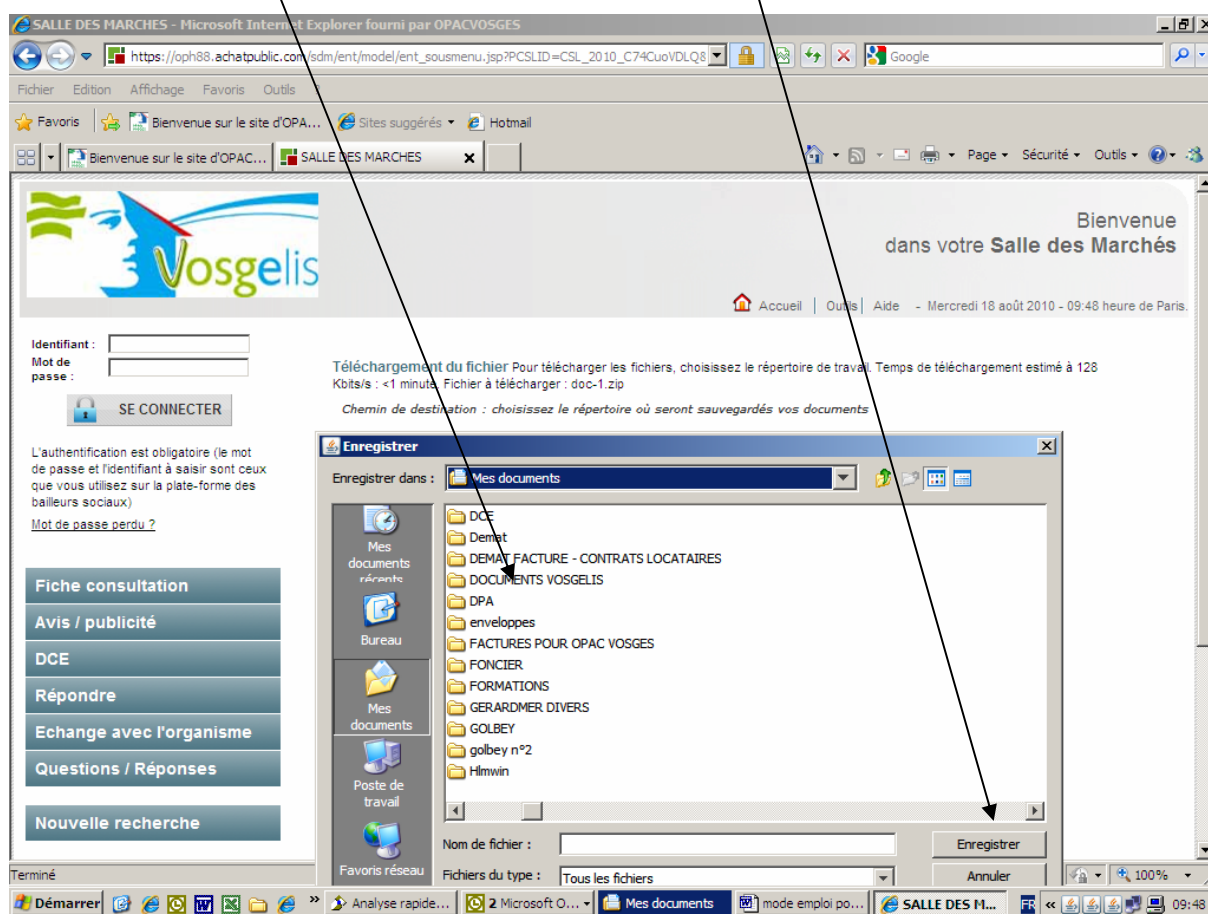 SALLE DES MARCHES - Microsoft Internet Explorer fourni par OPACVOSGES
https://oph88.achatpublic.com/sdm/ent/model/ent_sousmenu.jsp?PCSLID=CSL_2010_C74CuoVDLQ8
Google
Fichier Edition Affichage Favoris Outils ?
Favoris
Bienvenue sur le site d'OPA...
Sites suggérés
Hotmail
Bienvenue sur le site d'OPAC...
SALLE DES MARCHES
Page Sécurité Outils
Vosgelis
Bienvenue
dans votre Salle des Marchés
Accueil | Outils | Aide - Mercredi 18 août 2010 - 09:48 heure de Paris.
Identifiant :
Mot de
passe :
SE CONNECTER
L'authentification est obligatoire (le mot
de passe et l'identifiant à saisir sont ceux
que vous utilisez sur la plate-forme des
bailleurs sociaux)
Mot de passe perdu ?
Fiche consultation
Avis / publicité
DCE
Répondre
Echange avec l'organisme
Questions / Réponses
Nouvelle recherche
Téléchargement du fichier Pour télécharger les fichiers, choisissez le répertoire de travail. Temps de téléchargement estimé à 128
Kbits/s : <1 minute, Fichier à télécharger : doc-1.zip
Chemin de destination : choisissez le répertoire où seront sauvegardés vos documents
Enregistrer
Enregistrer dans :
Mes documents
Mes
documents
récents
Bureau
Mes
documents
Poste de
travail
Favoris réseau
DCE
Demat
DEMAT FACTURE - CONTRATS LOCATAIRES
DOCUMENTS VOSGELIS
DPA
enveloppes
FACTURES POUR OPAC VOSGES
FONCIER
FORMATIONS
GERARDMER DIVERS
GOLBEY
golbey n°2
Hlmwin
Nom de fichier :
Enregistrer
Fichiers du type :
Tous les fichiers
Annuler
Terminé
100%
Démarrer
Analyse rapide...
2 Microsoft O...
Mes documents
mode emploi po...
SALLE DES M...
FR
09:48